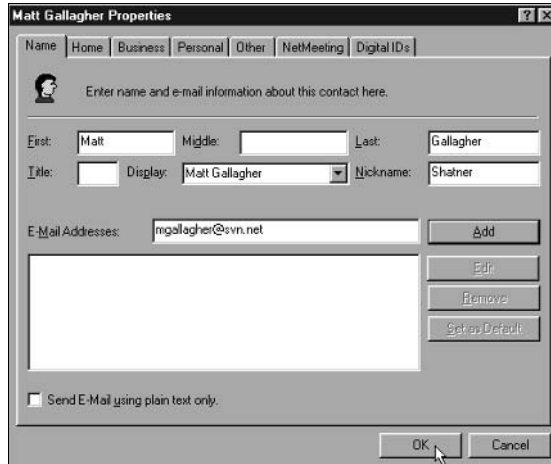 Matt Gallagher Properties
Name Home Business Personal Other NetMeeting Digital IDs
Enter name and e-mail information about this contact here.
First: Matt Middle: Last: Gallagher
Title: Display: Matt Gallagher Nickname: Shatner
E-Mail Addresses: mgallagher@svn.net Add
Edit
Remove
Set as Default
Send E-Mail using plain text only.
OK Cancel